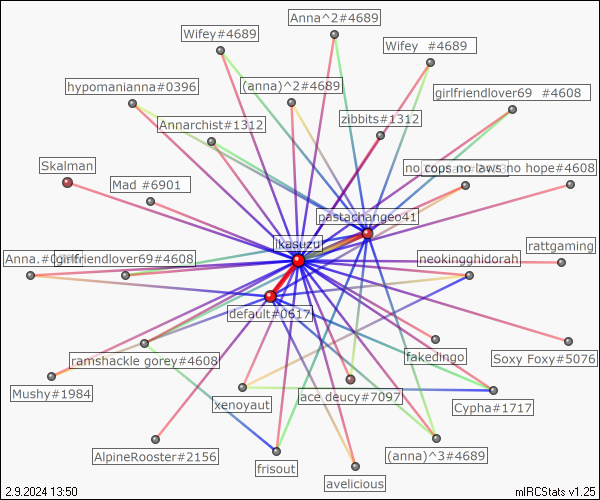 Anna^2#4689
Wifey#4689
Wifey #4689
hypomanianna#0396
(anna)^2#4689
girlfriendlover69 #4608
Annarchist#1312
zibbits#1312
Skalman
no cops no laws no hope#4608
Mad #6901
pastachangeo41
ikasuzu
rattgaming
Anna.#0
girlfriendlover69#4608
neokingghidorah
default#0617
ramshackle gorey#4608
fakedingo
Soxy Foxy#5076
Mushy#1984
xenoyaut
ace deucy#7097
Cypha#1717
AlpineRooster#2156
frisout
(anna)^3#4689
avelicious
2.9.2024 13:50
mIRCStats v1.25